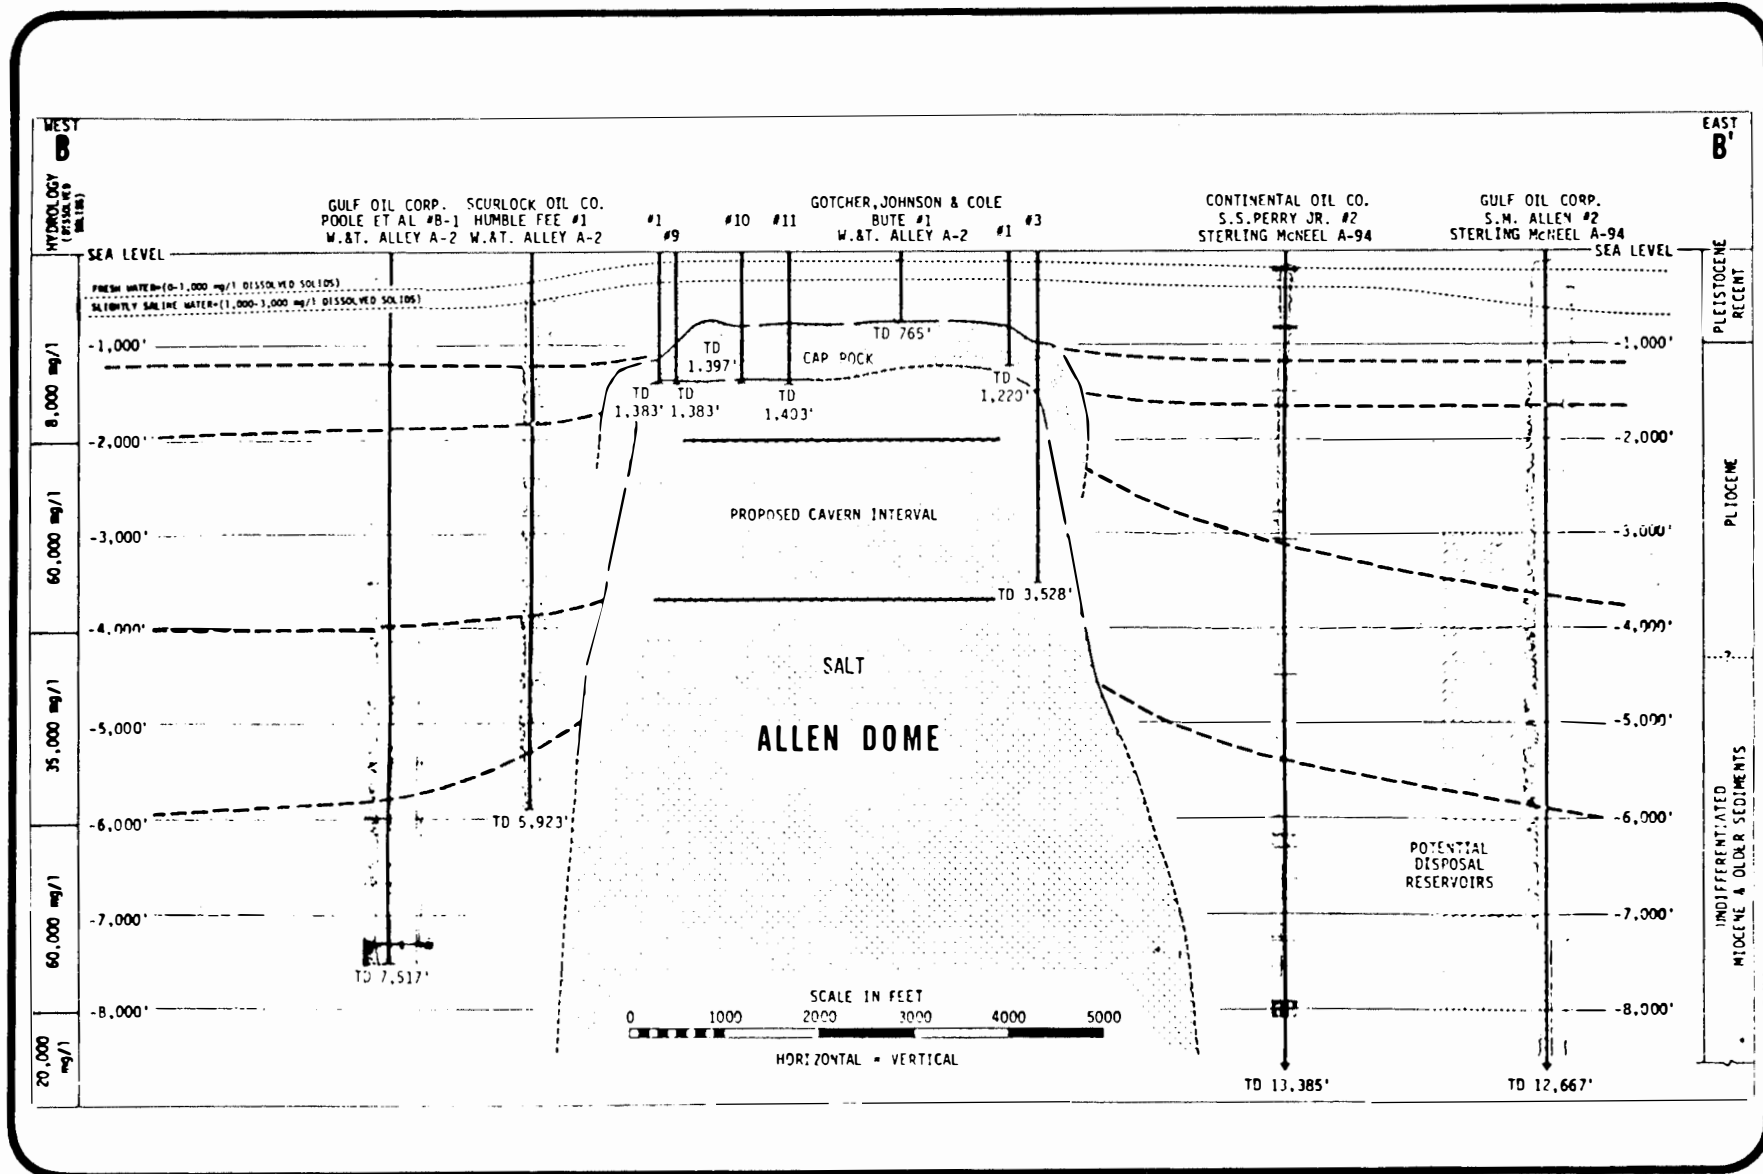 WEST
B
EAST
B'
HYDROLOGY
(DISSOLVED
SOLIDS)
GULF OIL CORP.
POOLE ET AL #B-1
W.&T. ALLEY A-2
SCURLOCK OIL CO.
HUMBLE FEE #1
W.&T. ALLEY A-2
#1
#9
#10
#11
GOTCHER, JOHNSON & COLE
BUTE #1
W.&T. ALLEY A-2
#1
#3
CONTINENTAL OIL CO.
S.S.PERRY JR. #2
STERLING McNEEL A-94
GULF OIL CORP.
S.M. ALLEN #2
STERLING McNEEL A-94
SEA LEVEL
SEA LEVEL
FRESH WATER=(0-1,000 mg/l DISSOLVED SOLIDS)
SLIGHTLY SALINE WATER=(1,000-3,000 mg/l DISSOLVED SOLIDS)
-1,000'
-2,000'
-3,000'
-4,000'
-5,000'
-6,000'
-7,000'
-8,000'
8,000 mg/l
60,000 mg/l
35,000 mg/l
60,000 mg/l
20,000
mg/l
TD 765'
TD
1,397'
CAP ROCK
TD
1,383'
TD
1,383'
TD
1,403'
TD
1,220'
PROPOSED CAVERN INTERVAL
TD 3,528'
SALT
ALLEN DOME
TD 5,923'
TD 7,517'
POTENTIAL
DISPOSAL
RESERVOIRS
SCALE IN FEET
0 1000 2000 3000 4000 5000
HORIZONTAL = VERTICAL
TD 13,385'
TD 12,667'
-1,000'
-2,000'
-3,000'
-4,000'
-5,000'
-6,000'
-7,000'
-8,000'
PLEISTOCENE
RECENT
PLIOCENE
?
UNDIFFERENTIATED
MIOCENE & OLDER SEDIMENTS